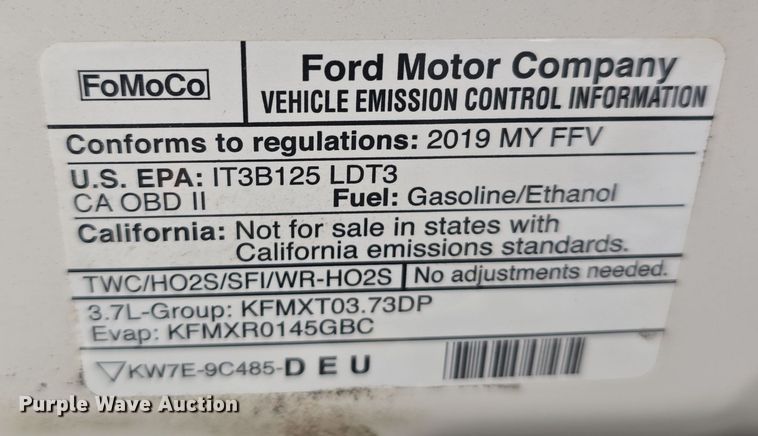 FoMoCo
Ford Motor Company
VEHICLE EMISSION CONTROL INFORMATION
Conforms to regulations: 2019 MY FFV
U.S. EPA: IT3B125 LDT3
CA OBD II Fuel: Gasoline/Ethanol
California: Not for sale in states with
California emissions standards.
TWC/HO2S/SFI/WR-HO2S No adjustments needed.
3.7L-Group: KFMXT03.73DP
Evap: KFMXR0145GBC
▽KW7E-9C485-DEU
Purple Wave Auction